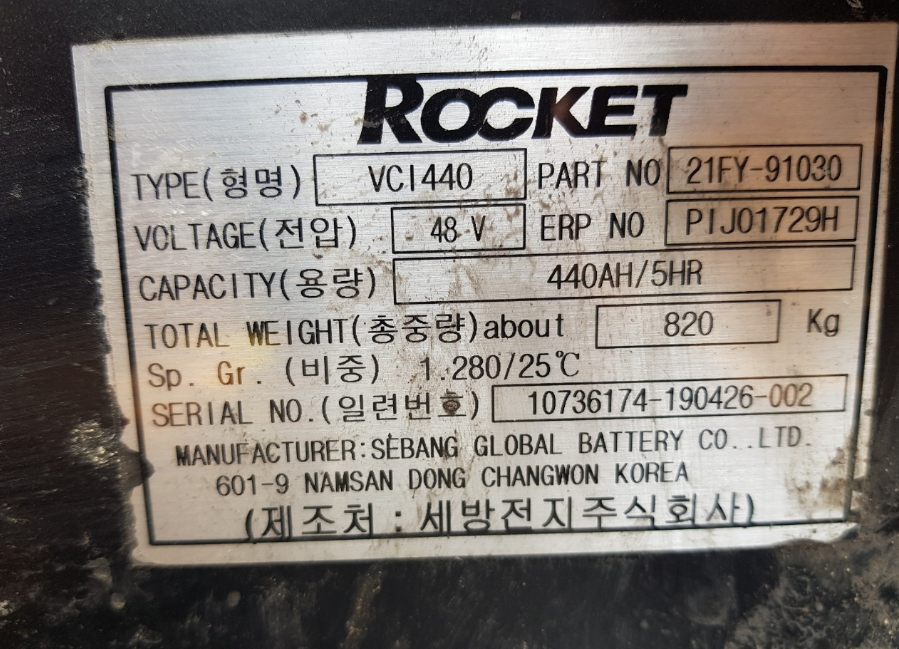 ROCKET
TYPE(형명) VCI440 PART NO 21FY-91030
VOLTAGE(전압) 48 V ERP NO PIJ01729H
CAPACITY(용량) 440AH/5HR
TOTAL WEIGHT(총중량)about 820 Kg
Sp. Gr. (비중) 1.280/25℃
SERIAL NO.(일련번호) 10736174-190426-002
MANUFACTURER:SEBANG GLOBAL BATTERY CO..LTD.
601-9 NAMSAN DONG CHANGWON KOREA
(제조처 : 세방전지주식회사)